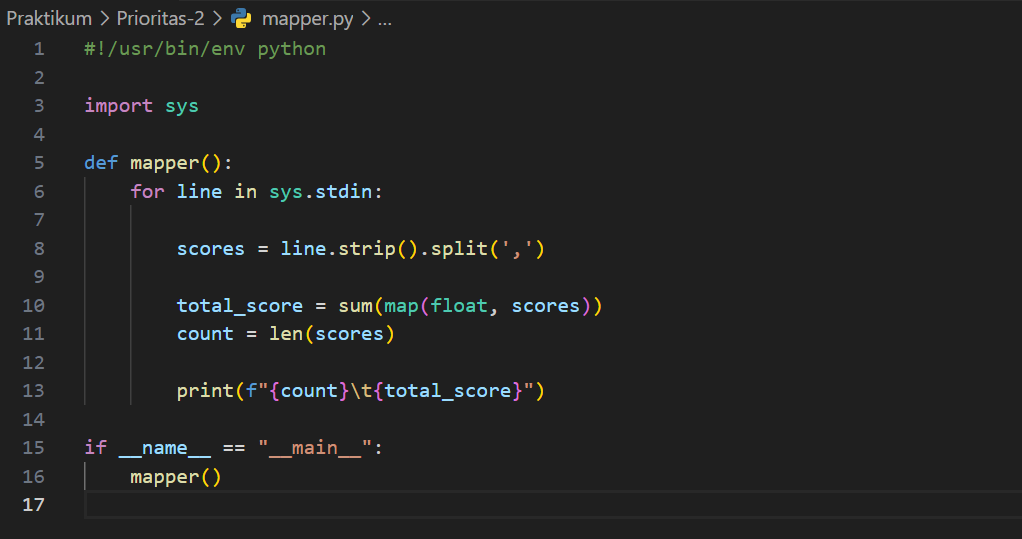 Praktikum > Prioritas-2 > mapper.py > ...
1 #!/usr/bin/env python
2
3 import sys
4
5 def mapper():
6     for line in sys.stdin:
7
8         scores = line.strip().split(',')
9
10         total_score = sum(map(float, scores))
11         count = len(scores)
12
13         print(f"{count}\t{total_score}")
14
15 if __name__ == "__main__":
16     mapper()
17